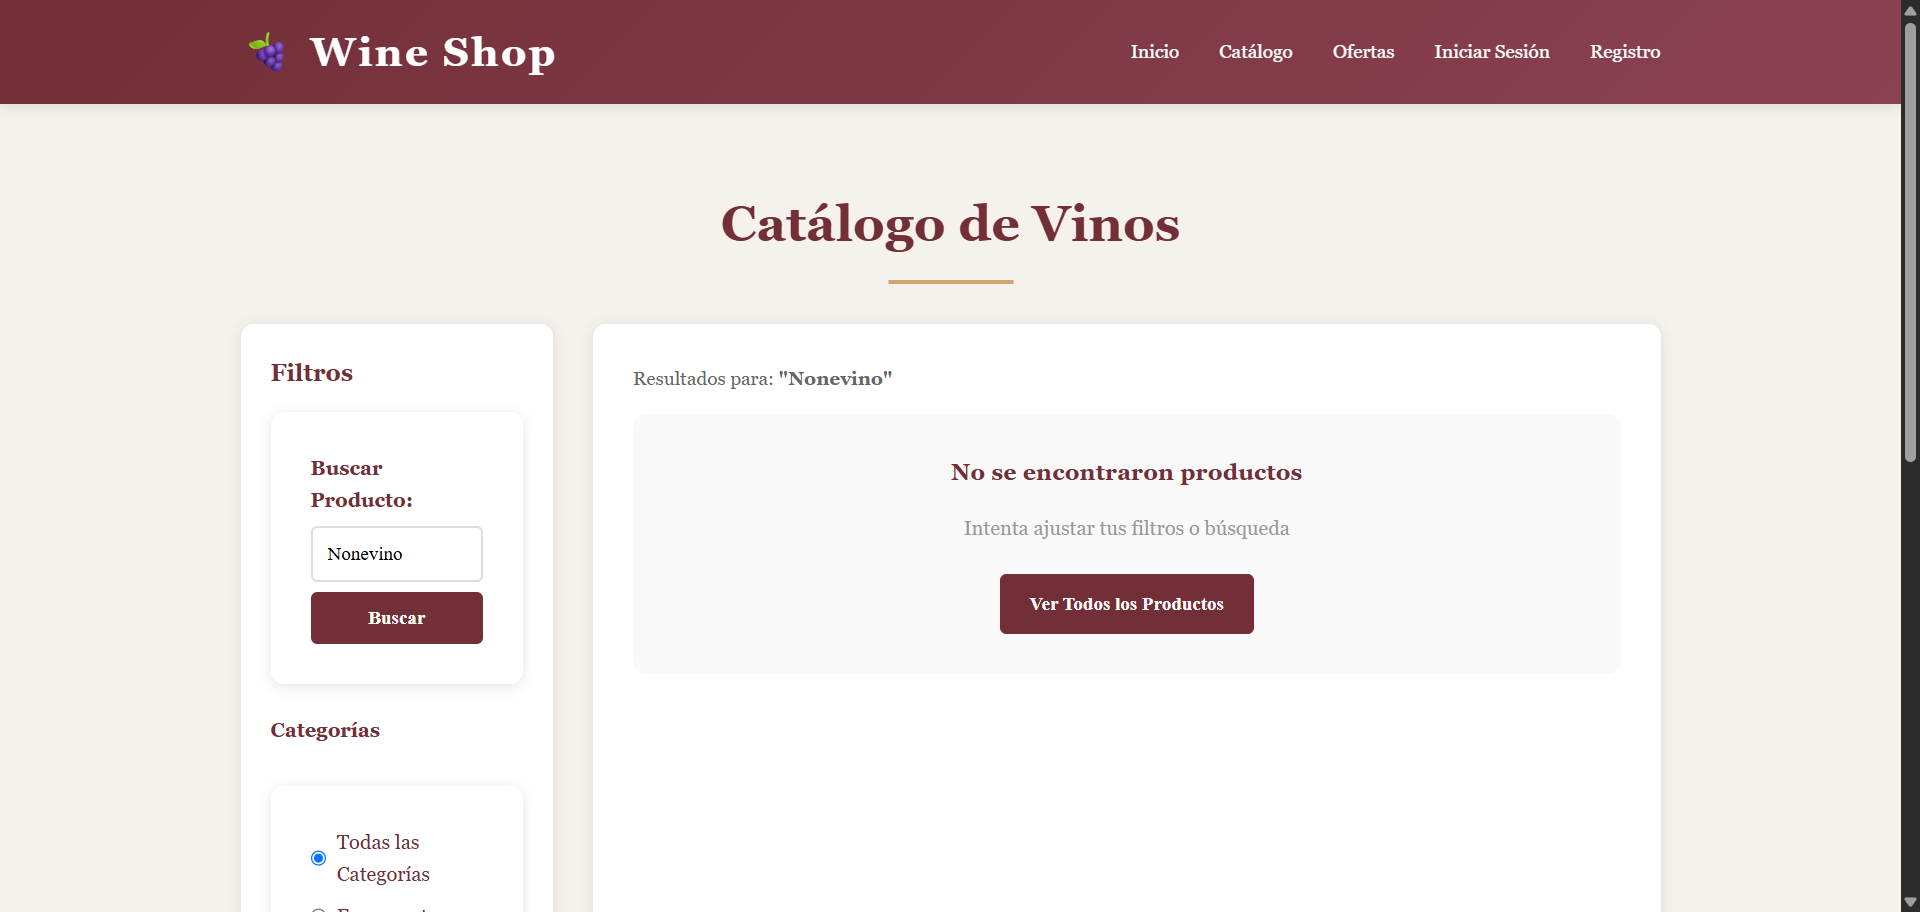 Wine Shop
Inicio
Catálogo
Ofertas
Iniciar Sesión
Registro
Catálogo de Vinos
Filtros
Buscar
Producto:
Nonevino
Buscar
Categorías
Todas las
Categorías
Resultados para: "Nonevino"
No se encontraron productos
Intenta ajustar tus filtros o búsqueda
Ver Todos los Productos